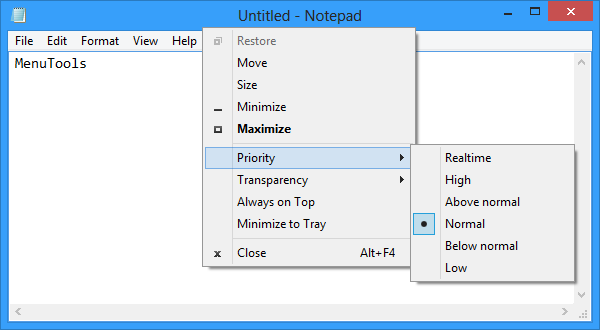 Untitled - Notepad
File Edit Format View Help
MenuTools
Restore
Move
Size
Minimize
Maximize
Priority
Transparency
Always on Top
Minimize to Tray
Close Alt+F4
Realtime
High
Above normal
Normal
Below normal
Low